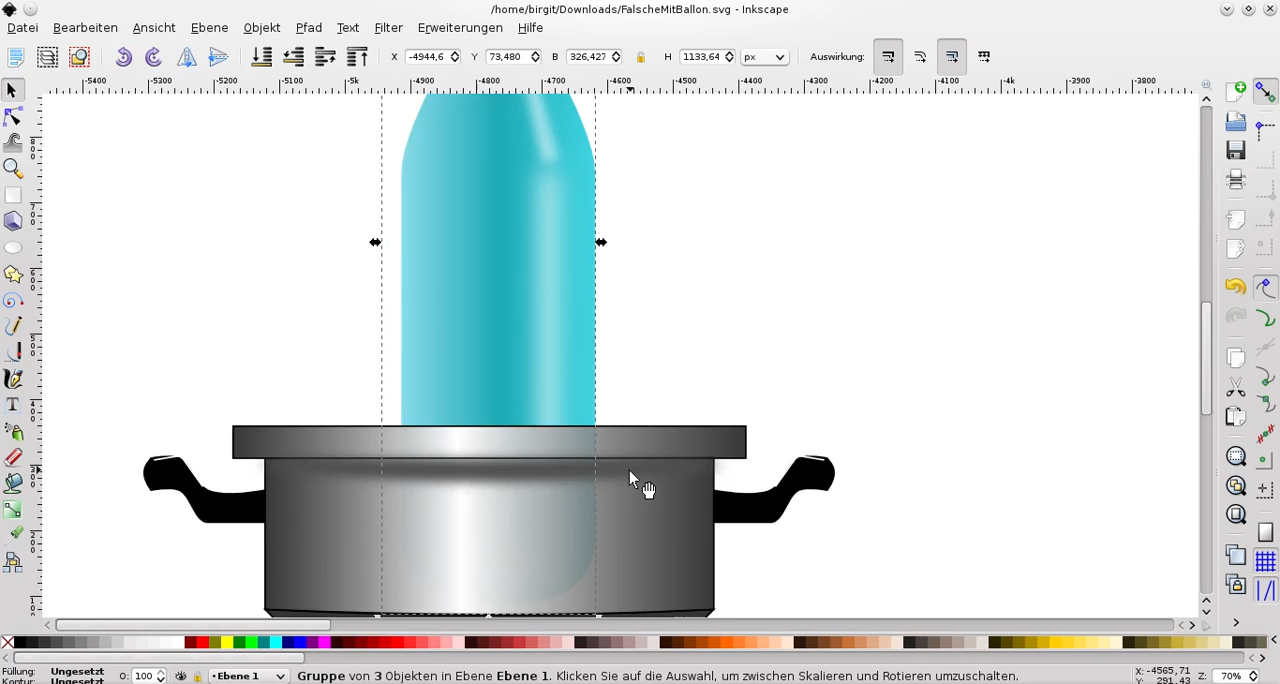 /home/birgit/Downloads/FalscheMitBallon.svg - Inkscape
Datei Bearbeiten Ansicht Ebene Objekt Pfad Text Filter Erweiterungen Hilfe
X -4944,6 Y 73,480 B 326,427 H 1133,64 px Auswirkung:
-5400 -5300 -5200 -5100 -5k -4900 -4800 -4700 -4600 -4500 -4400 -4300 -4200 -4100 -4k -3900 -3800
Füllung: Ungesetzt O: 100 Ebene 1 Gruppe von 3 Objekten in Ebene Ebene 1. Klicken Sie auf die Auswahl, um zwischen Skalieren und Rotieren umzuschalten. X: -4565,71 Z: 70%
Kontur: Ungesetzt Y: 291,43